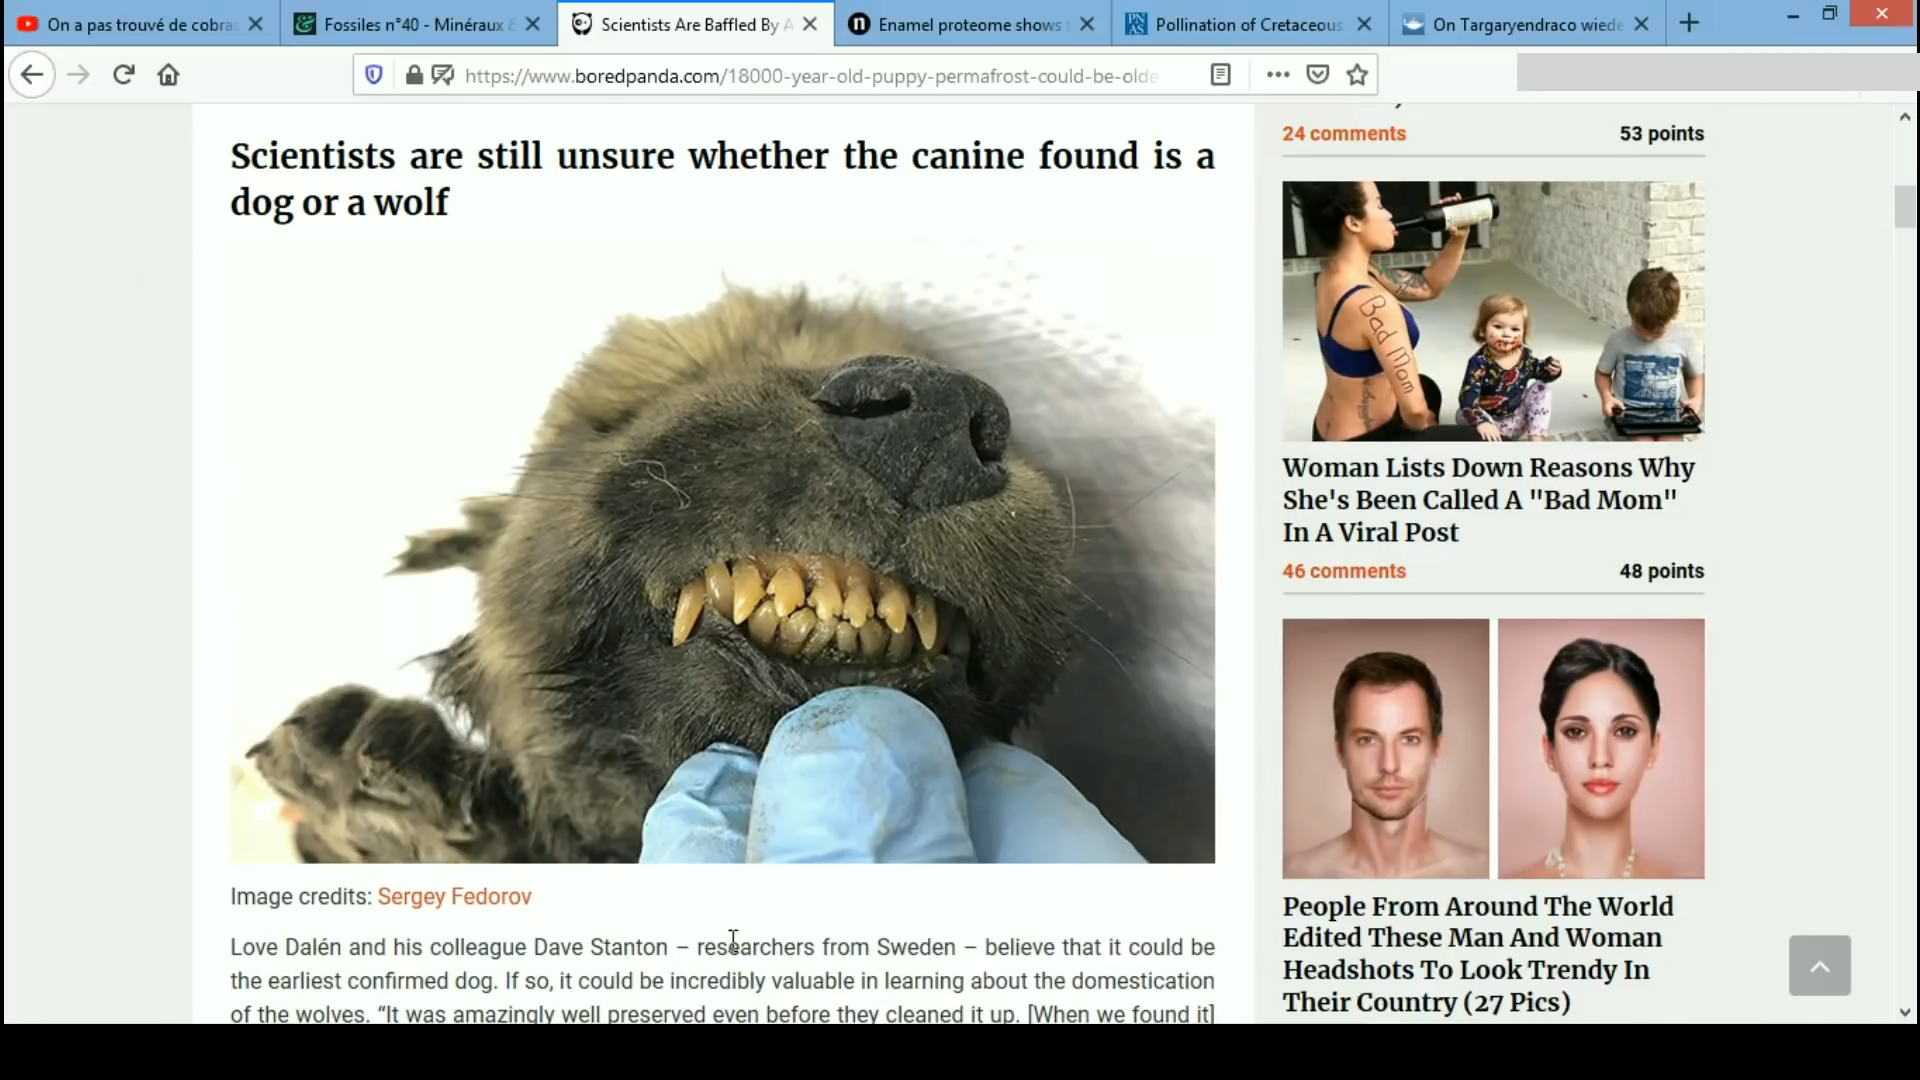 On a pas trouvé de cobras
Fossiles n°40 - Minéraux &
Scientists Are Baffled By A
Enamel proteome shows
Pollination of Cretaceous
On Targaryendraco wiede
https://www.boredpanda.com/18000-year-old-puppy-permafrost-could-be-olde
Scientists are still unsure whether the canine found is a
dog or a wolf
Image credits: Sergey Fedorov
Love Dalén and his colleague Dave Stanton – researchers from Sweden – believe that it could be
the earliest confirmed dog. If so, it could be incredibly valuable in learning about the domestication
of the wolves. “It was amazingly well preserved even before they cleaned it up. [When we found it]
24 comments 53 points
Bad Mom
Woman Lists Down Reasons Why
She's Been Called A "Bad Mom"
In A Viral Post
46 comments 48 points
People From Around The World
Edited These Man And Woman
Headshots To Look Trendy In
Their Country (27 Pics)